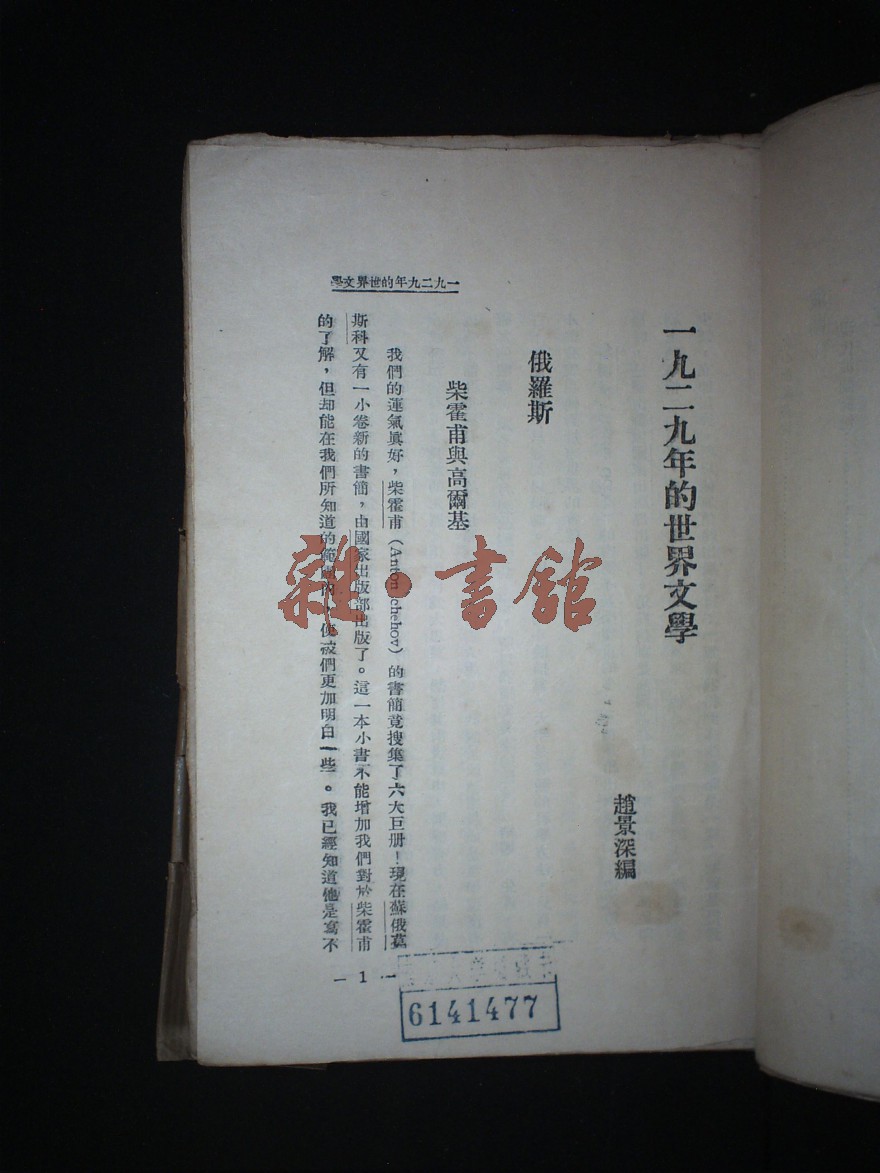 一九二九年的世界文學
趙景深編
俄羅斯
柴霍甫與高爾基
一九二九年的世界文學
我們的運氣眞好，柴霍甫（Anton chehov）的書簡竟搜集了六大巨册！現在蘇俄莫
斯科又有一小卷新的書簡，由國家出版部出版了。這一本小書不能增加我們對於柴霍甫
的了解，但却能在我們所知道的範圍內，使我們更加明白一些。我已經知道他是寫不
— 1 —
6141477
雜·書館